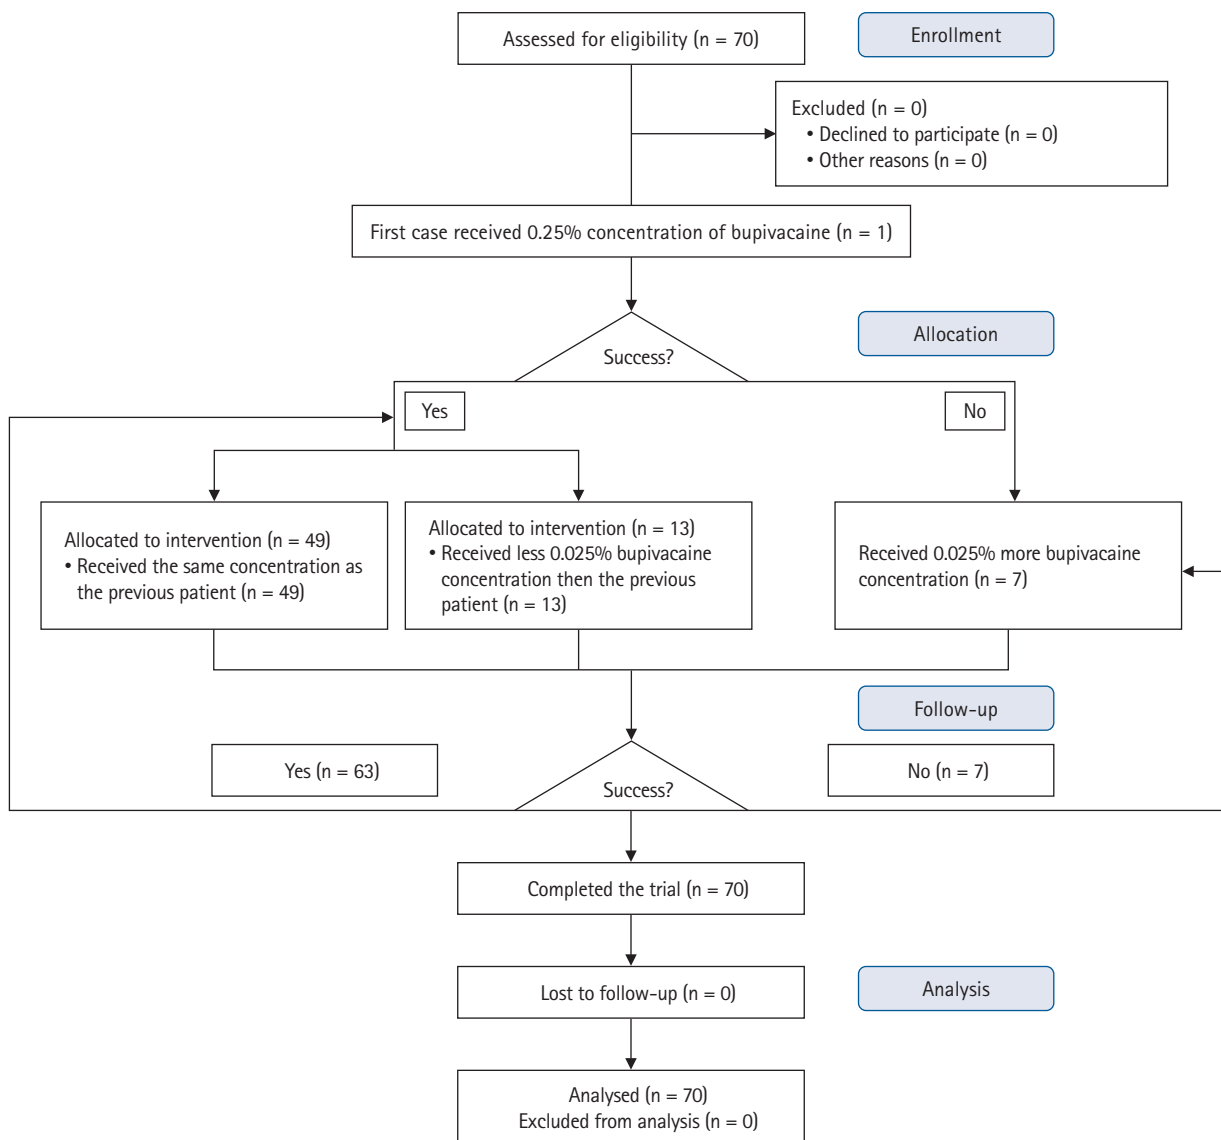 Assessed for eligibility (n = 70)
Enrollment
Excluded (n = 0)
• Declined to participate (n = 0)
• Other reasons (n = 0)
First case received 0.25% concentration of bupivacaine (n = 1)
Allocation
Success?
Yes
No
Allocated to intervention (n = 49)
• Received the same concentration as
the previous patient (n = 49)
Allocated to intervention (n = 13)
• Received less 0.025% bupivacaine
concentration then the previous
patient (n = 13)
Received 0.025% more bupivacaine
concentration (n = 7)
Follow-up
Yes (n = 63)
No (n = 7)
Success?
Completed the trial (n = 70)
Lost to follow-up (n = 0)
Analysis
Analysed (n = 70)
Excluded from analysis (n = 0)